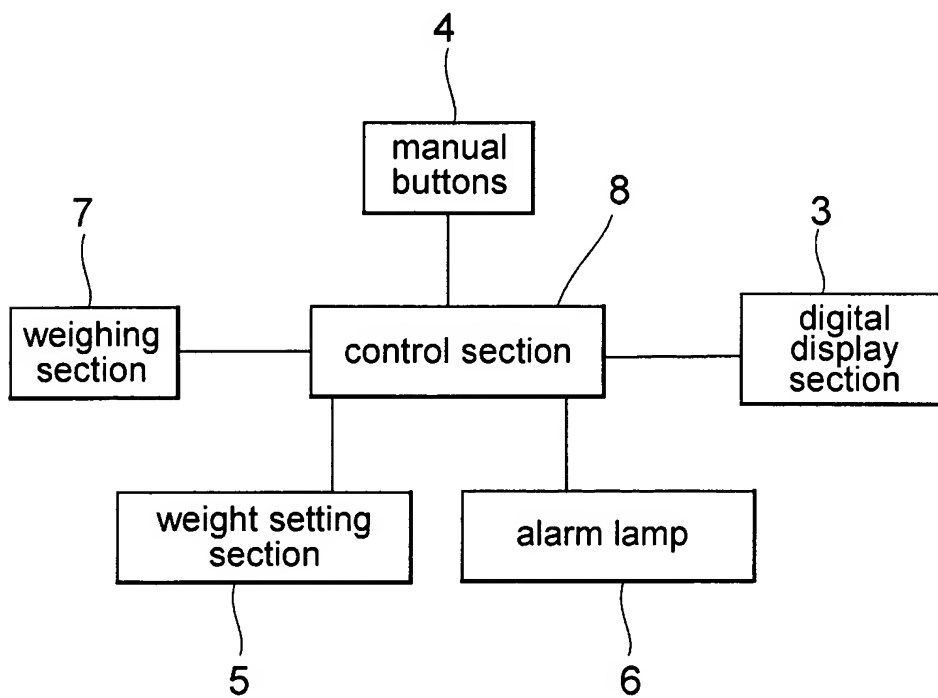 4
manual
buttons
7
8
3
weighing
section
control section
digital
display
section
weight setting
section
alarm lamp
5
6